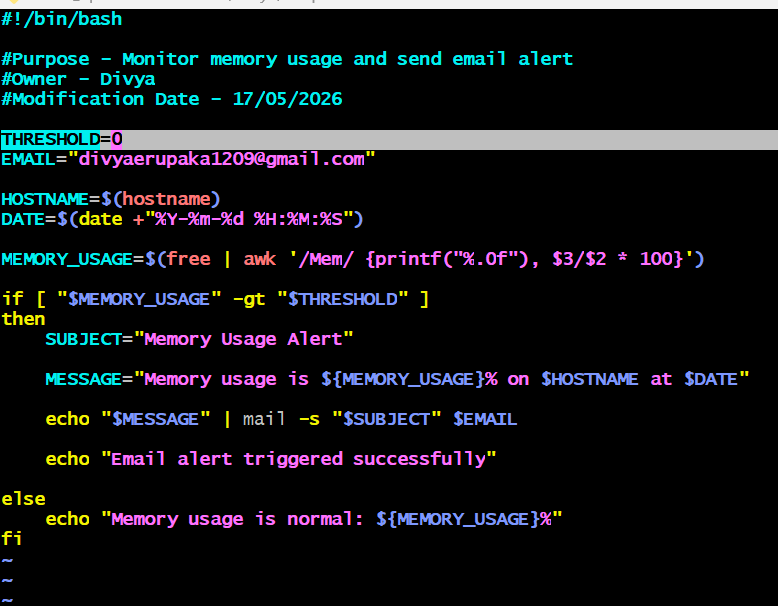 #!/bin/bash
#Purpose - Monitor memory usage and send email alert
#Owner - Divya
#Modification Date - 17/05/2026
THRESHOLD=0
EMAIL="divyaerupaka1209@gmail.com"
HOSTNAME=$(hostname)
DATE=$(date +"%Y-%m-%d %H:%M:%S")
MEMORY_USAGE=$(free | awk '/Mem/ {printf("%.0f"), $3/$2 * 100}')
if [ "$MEMORY_USAGE" -gt "$THRESHOLD" ]
then
    SUBJECT="Memory Usage Alert"
    MESSAGE="Memory usage is ${MEMORY_USAGE}% on $HOSTNAME at $DATE"
    echo "$MESSAGE" | mail -s "$SUBJECT" $EMAIL
    echo "Email alert triggered successfully"
else
    echo "Memory usage is normal: ${MEMORY_USAGE}%"
fi
~
~
~